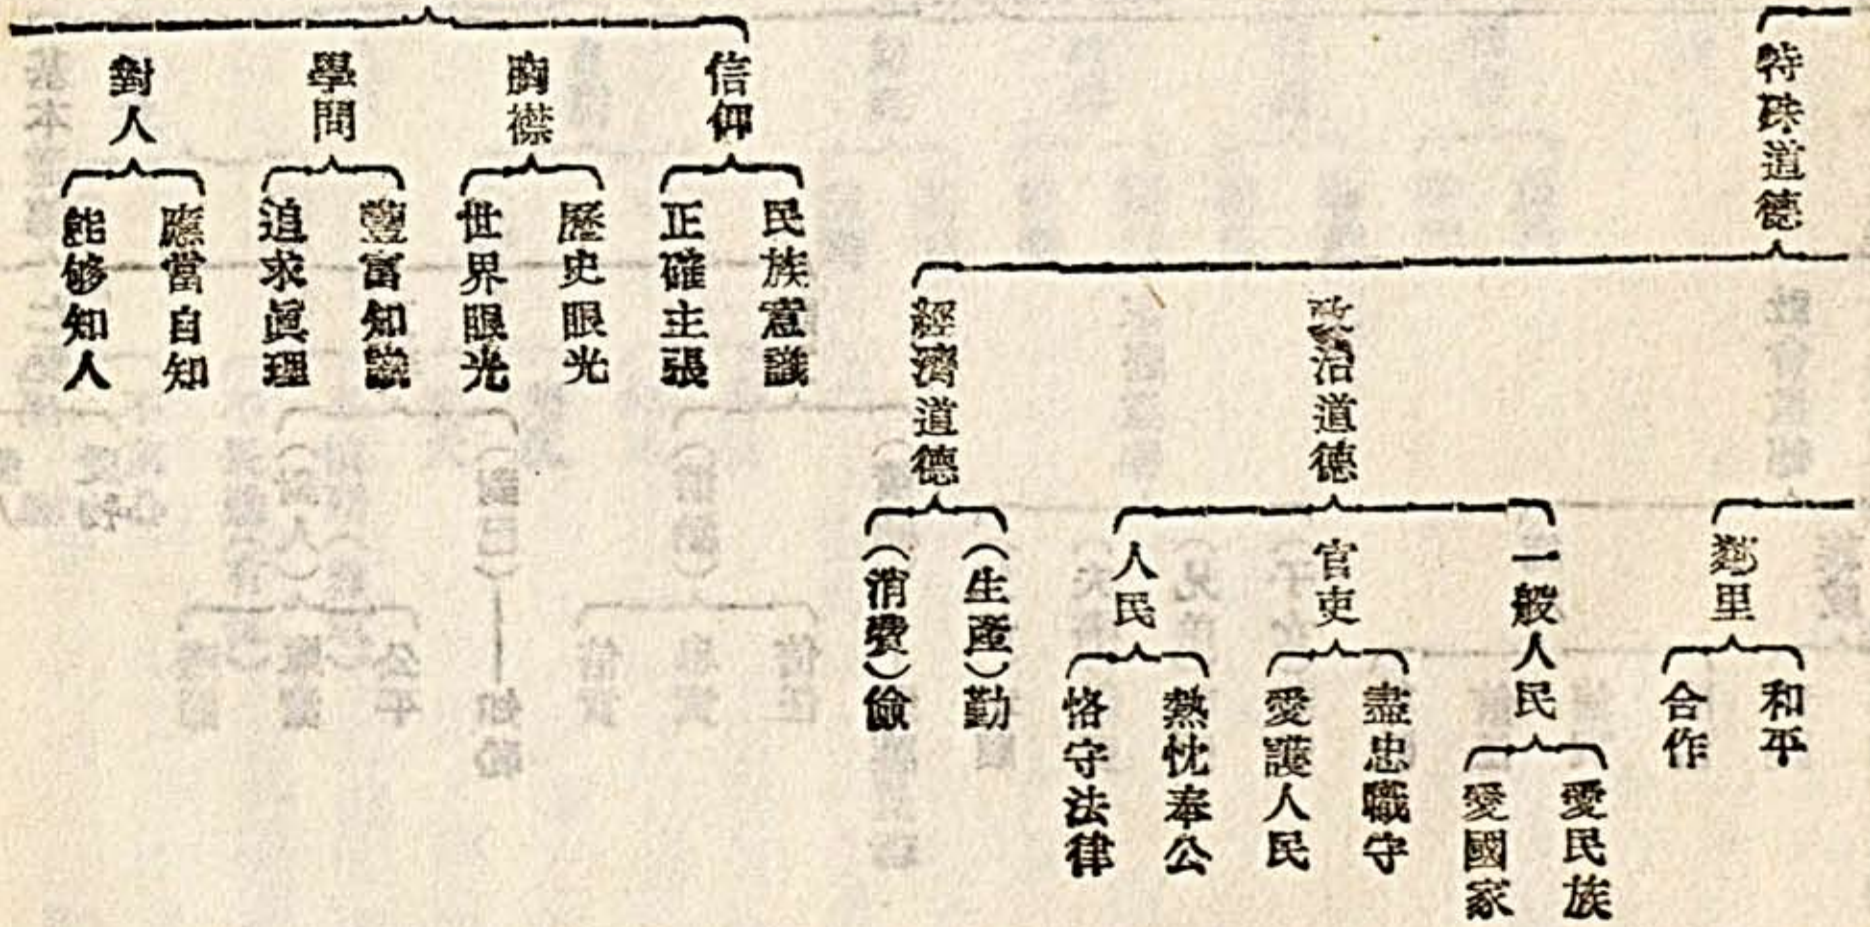 特殊道德
鄰里
和平
合作
政治道德
一般人民
愛民族
愛國家
官吏
盡忠職守
愛護人民
人民
熱忱奉公
恪守法律
經濟道德
(生產)勤
(消費)儉
信仰
民族意識
正確主張
胸襟
歷史眼光
世界眼光
學問
豐富知識
追求眞理
對人
應當自知
能够知人